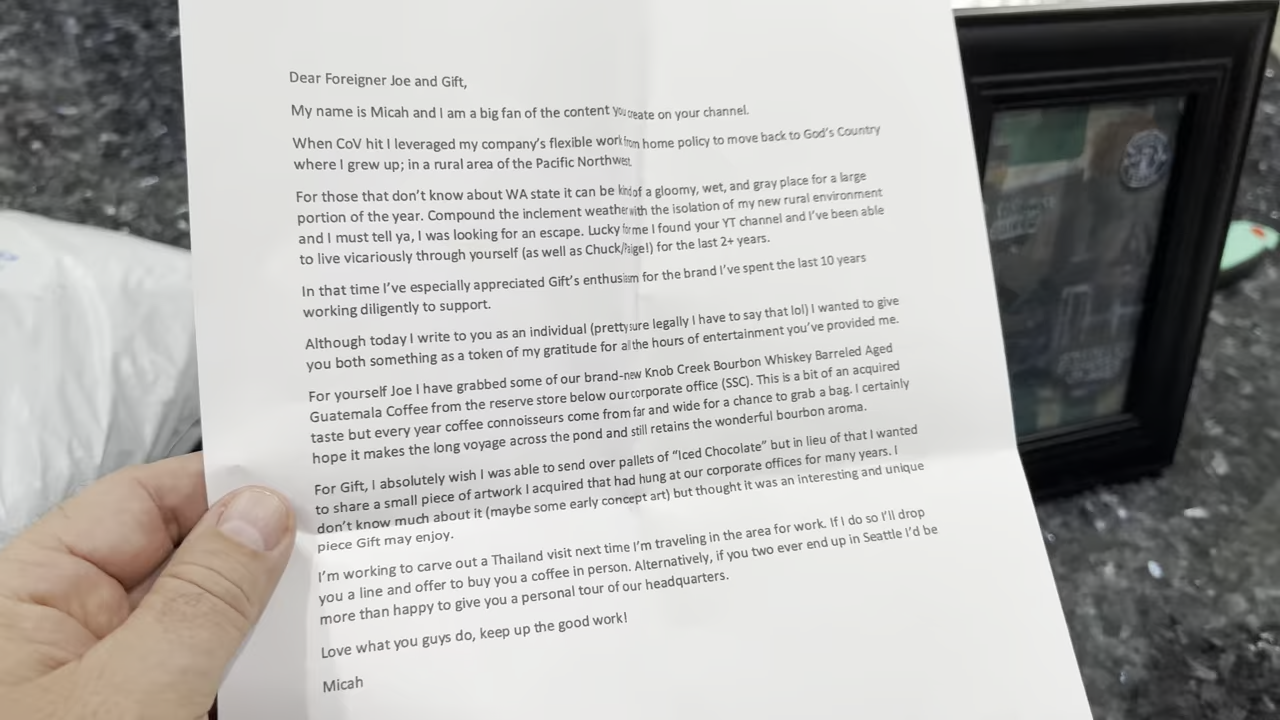 Dear Foreigner Joe and Gift,
My name is Micah and I am a big fan of the content you create on your channel.
When CoV hit I leveraged my company's flexible work from home policy to move back to God's Country
where I grew up; in a rural area of the Pacific Northwest.
For those that don't know about WA state it can be kind of a gloomy, wet, and gray place for a large
portion of the year. Compound the inclement weather with the isolation of my new rural environment
and I must tell ya, I was looking for an escape. Lucky for me I found your YT channel and I've been able
to live vicariously through yourself (as well as Chuck/Paige!) for the last 2+ years.
In that time I've especially appreciated Gift's enthusiasm for the brand I've spent the last 10 years
working diligently to support.
Although today I write to you as an individual (pretty sure legally I have to say that lol) I wanted to give
you both something as a token of my gratitude for all the hours of entertainment you've provided me.
For yourself Joe I have grabbed some of our brand-new Knob Creek Bourbon Whiskey Barreled Aged
Guatemala Coffee from the reserve store below our corporate office (SSC). This is a bit of an acquired
taste but every year coffee connoisseurs come from far and wide for a chance to grab a bag. I certainly
hope it makes the long voyage across the pond and still retains the wonderful bourbon aroma.
For Gift, I absolutely wish I was able to send over pallets of "Iced Chocolate" but in lieu of that I wanted
to share a small piece of artwork I acquired that had hung at our corporate offices for many years. I
don't know much about it (maybe some early concept art) but thought it was an interesting and unique
piece Gift may enjoy.
I'm working to carve out a Thailand visit next time I'm traveling in the area for work. If I do so I'll drop
you a line and offer to buy you a coffee in person. Alternatively, if you two ever end up in Seattle I'd be
more than happy to give you a personal tour of our headquarters.
Love what you guys do, keep up the good work!
Micah